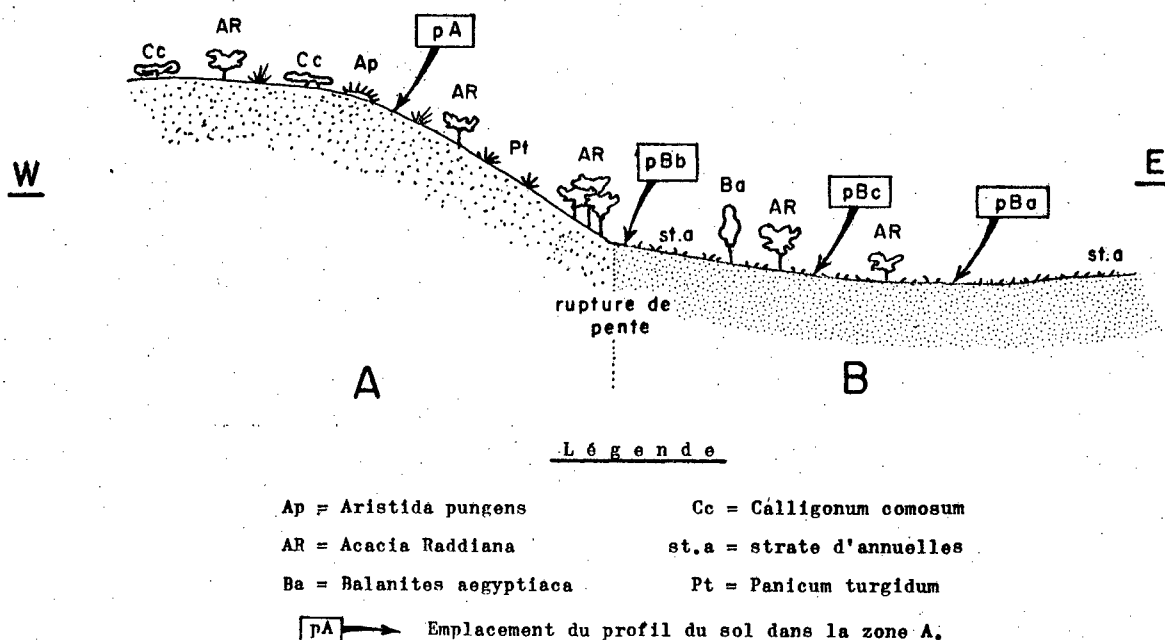 AR
pA
Cc
Cc
Ap
AR
W
Pt
AR
pBb
Ba
AR
pBc
pBa
E
st.a
AR
st.a
rupture de
pente
A
B
Légende
Ap = Aristida pungens
Cc = Calligonum comosum
AR = Acacia Raddiana
st.a = strate d'annuelles
Ba = Balanites aegyptiaca
Pt = Panicum turgidum
pA Emplacement du profil du sol dans la zone A.